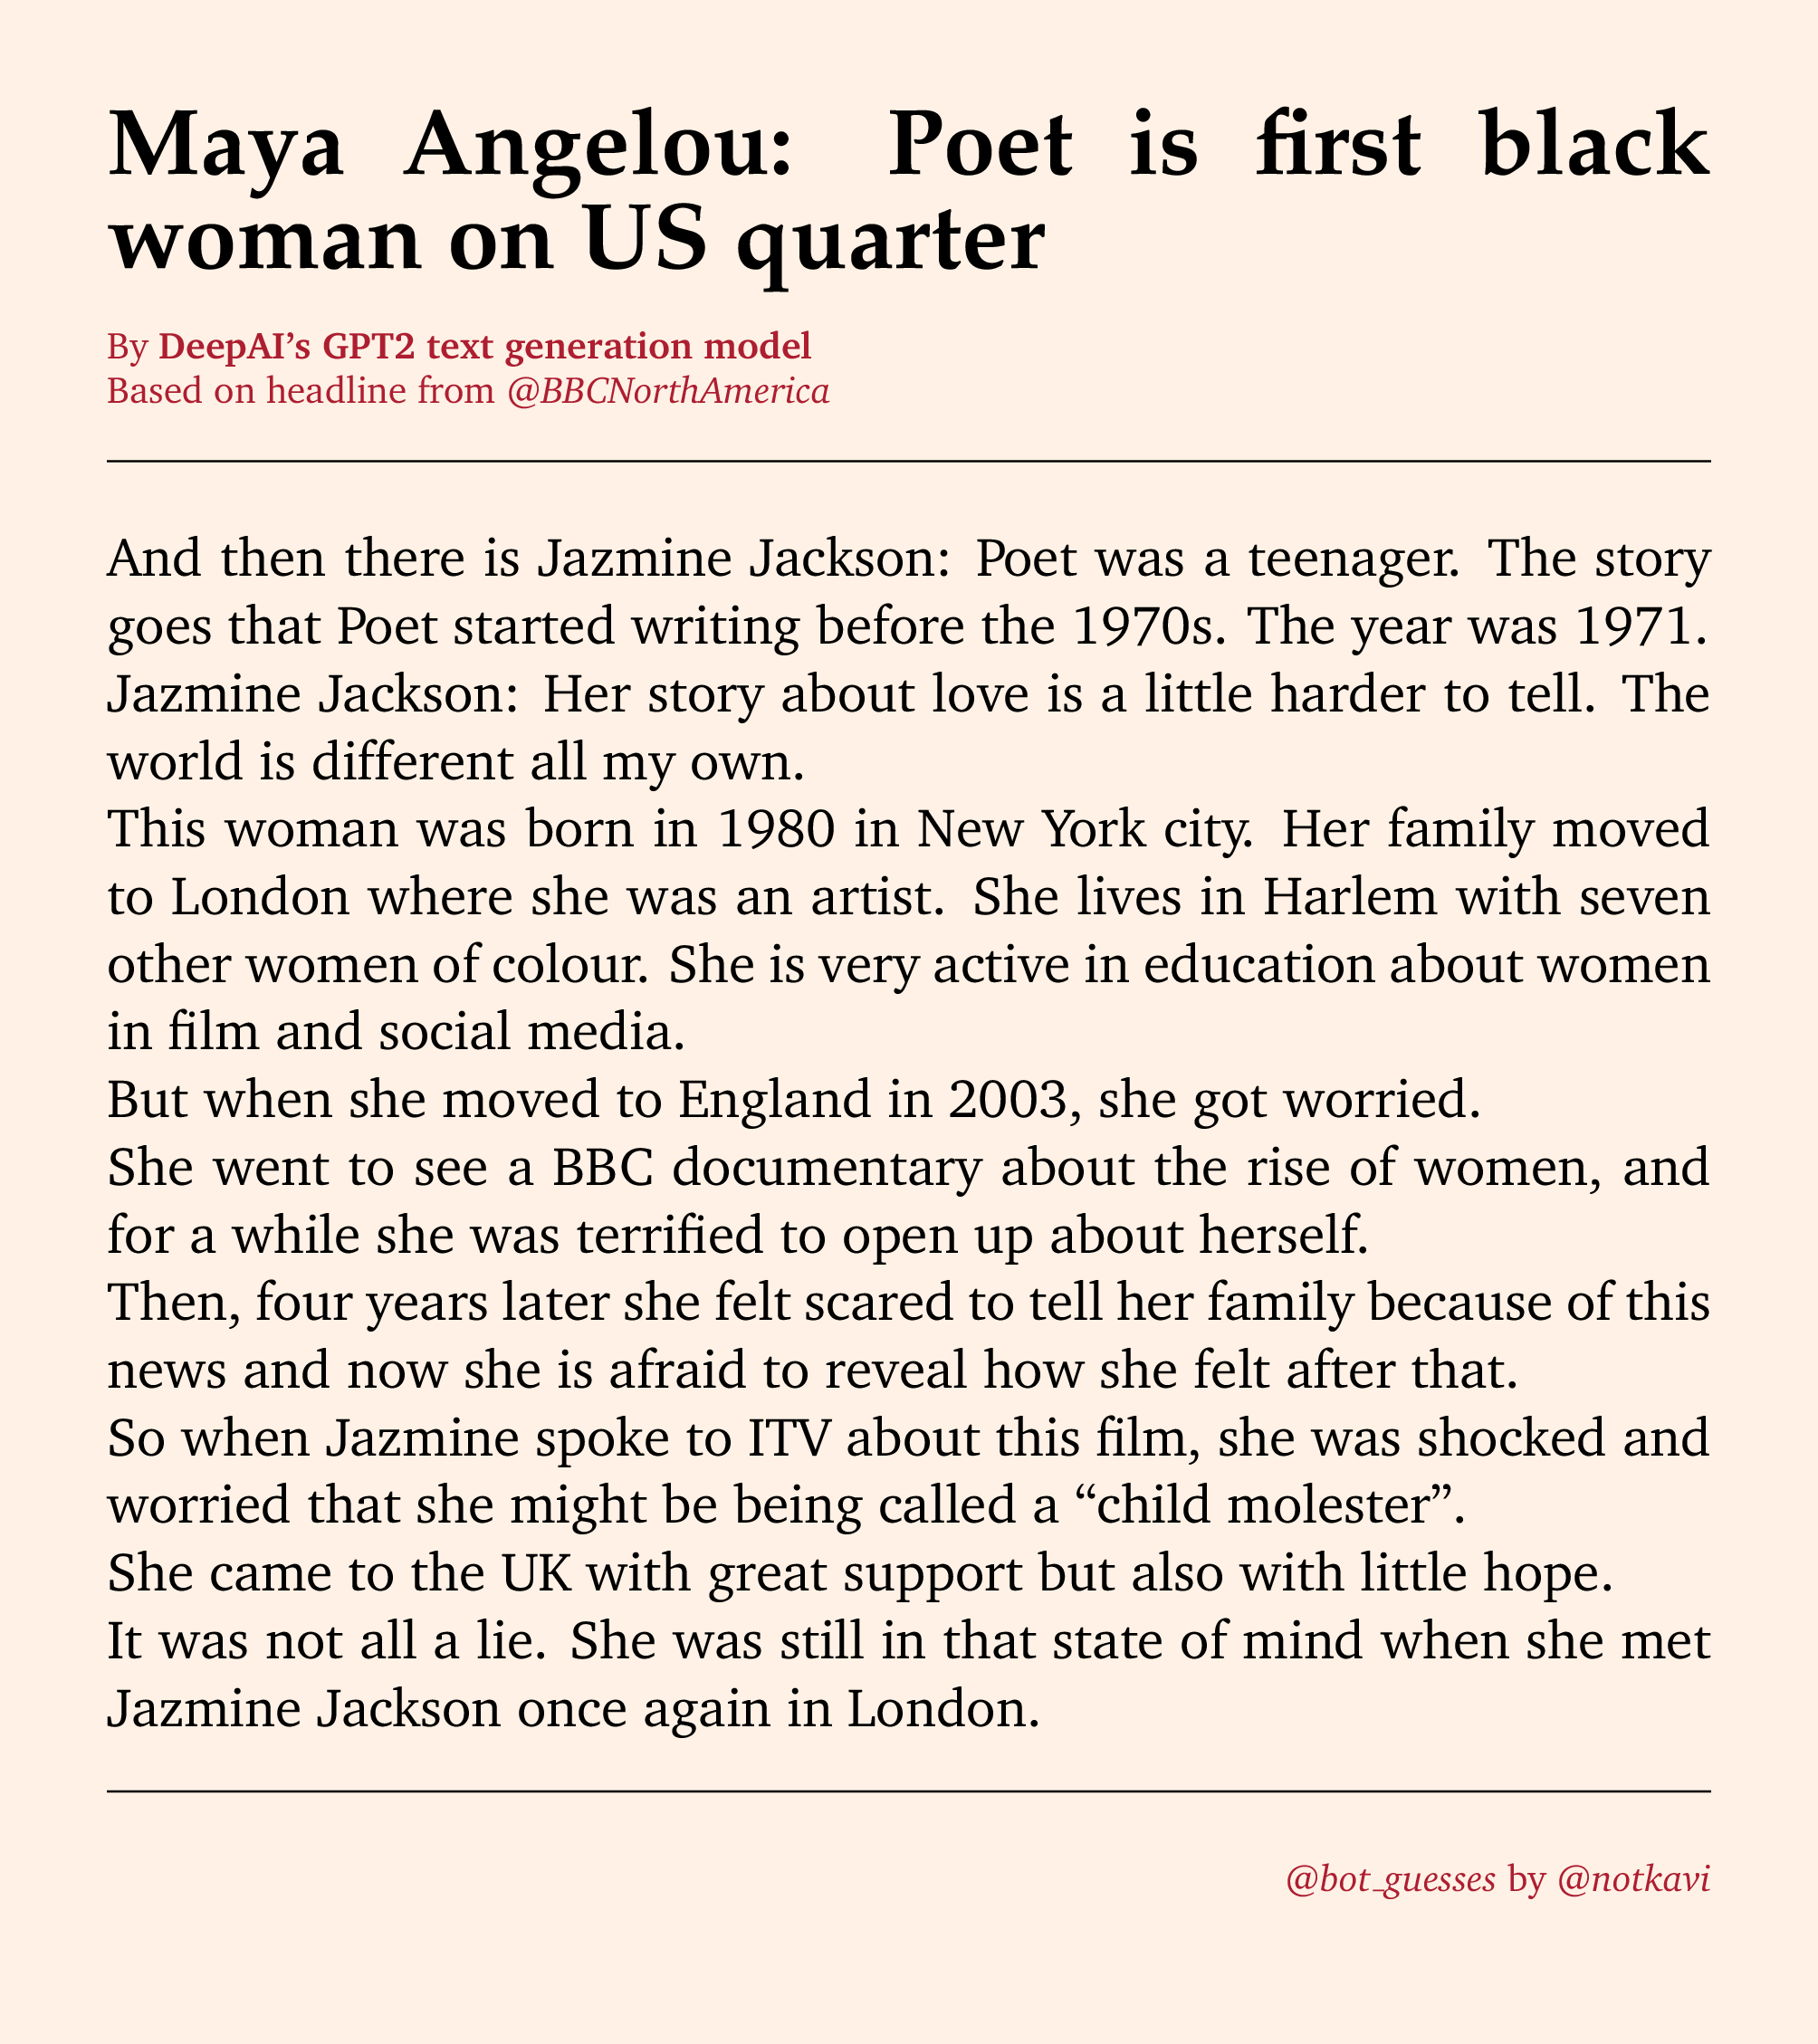 Maya Angelou: Poet is first black
woman on US quarter
By DeepAI’s GPT2 text generation model
Based on headline from @BBCNorthAmerica
And then there is Jazmine Jackson: Poet was a teenager. The story
goes that Poet started writing before the 1970s. The year was 1971.
Jazmine Jackson: Her story about love is a little harder to tell. The
world is different all my own.
This woman was born in 1980 in New York city. Her family moved
to London where she was an artist. She lives in Harlem with seven
other women of colour. She is very active in education about women
in film and social media.
But when she moved to England in 2003, she got worried.
She went to see a BBC documentary about the rise of women, and
for a while she was terrified to open up about herself.
Then, four years later she felt scared to tell her family because of this
news and now she is afraid to reveal how she felt after that.
So when Jazmine spoke to ITV about this film, she was shocked and
worried that she might be being called a “child molester”.
She came to the UK with great support but also with little hope.
It was not all a lie. She was still in that state of mind when she met
Jazmine Jackson once again in London.
@bot_guesses by @notkavi